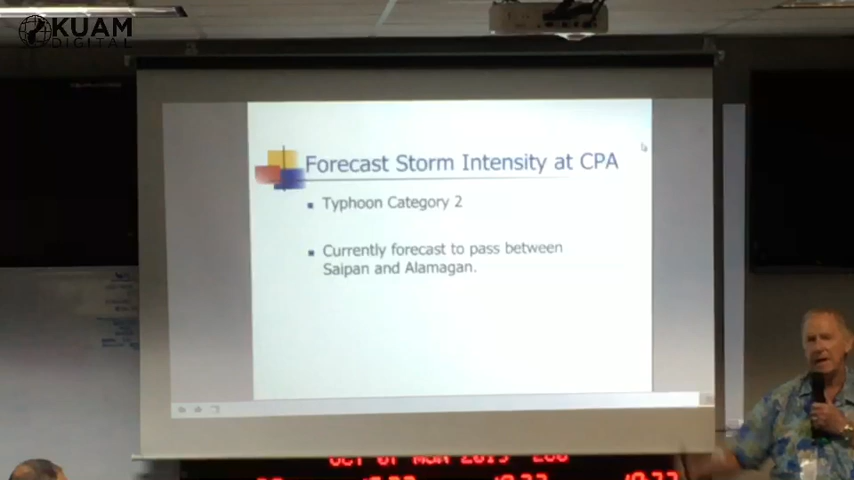 KUAM
DIGITAL
Forecast Storm Intensity at CPA
Typhoon Category 2
Currently forecast to pass between
Saipan and Alamagan.